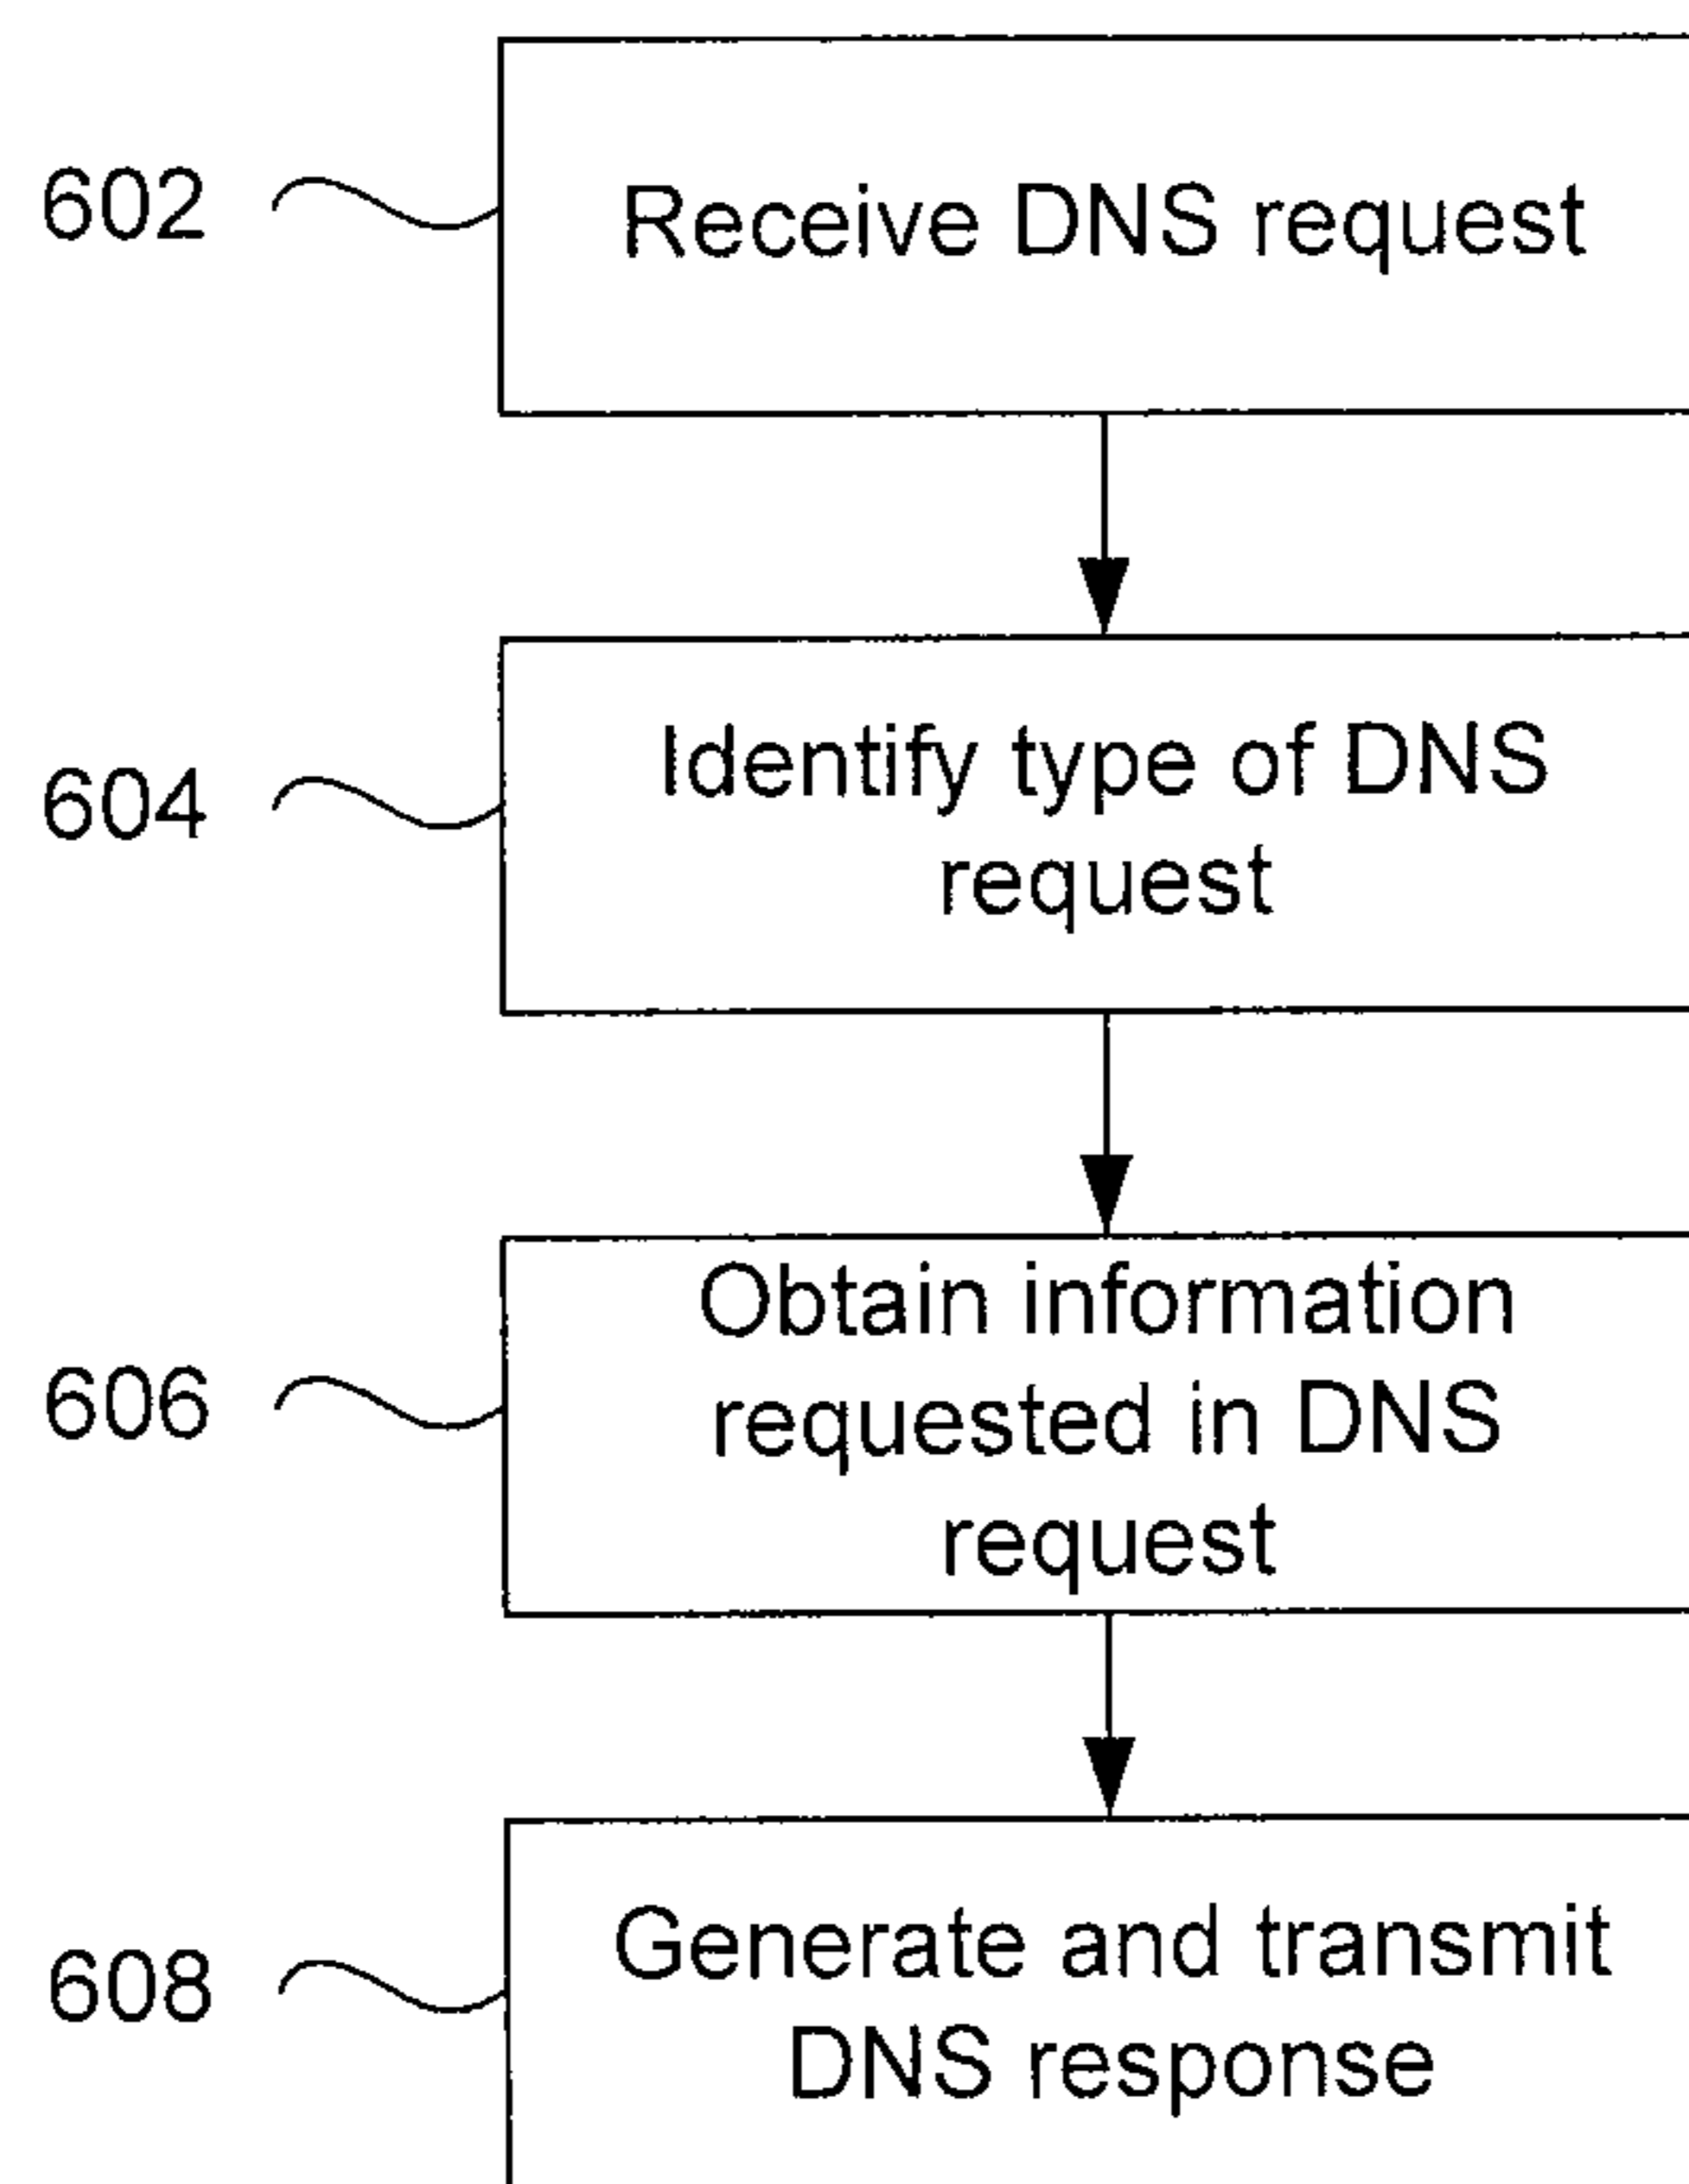 602
Receive DNS request
604
Identify type of DNS
request
606
Obtain information
requested in DNS
request
608
Generate and transmit
DNS response